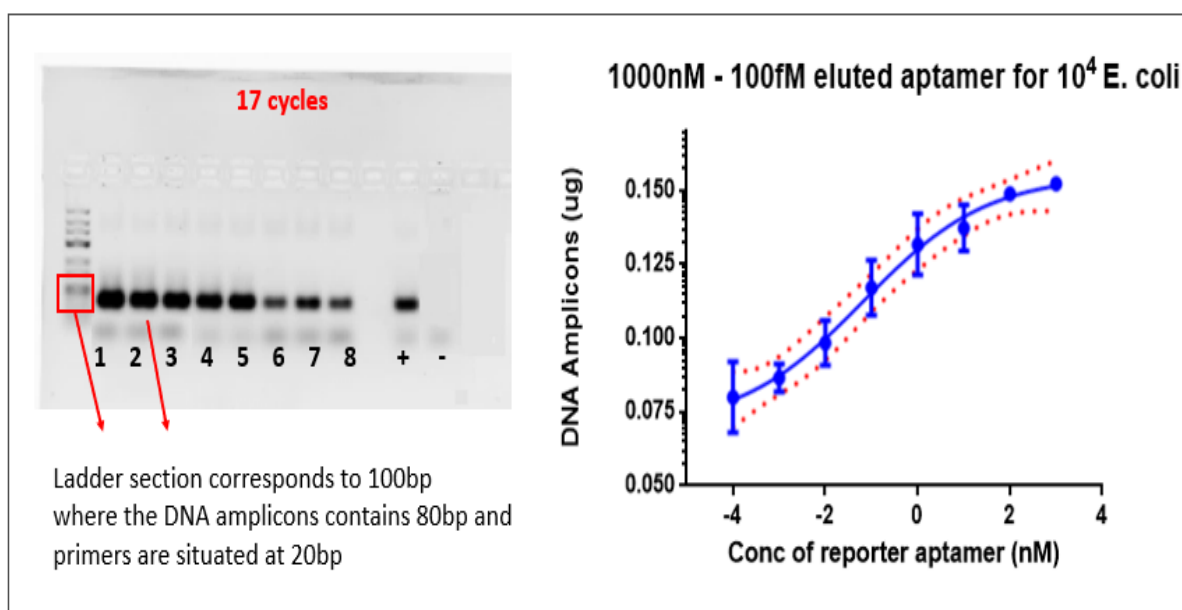 17 cycles
1 2 3 4 5 6 7 8 + -
Ladder section corresponds to 100bp
where the DNA amplicons contains 80bp and
primers are situated at 20bp
1000nM - 100fM eluted aptamer for 10⁴ E. coli
DNA Amplicons (ug)
0.150
0.125
0.100
0.075
0.050
-4 -2 0 2 4
Conc of reporter aptamer (nM)